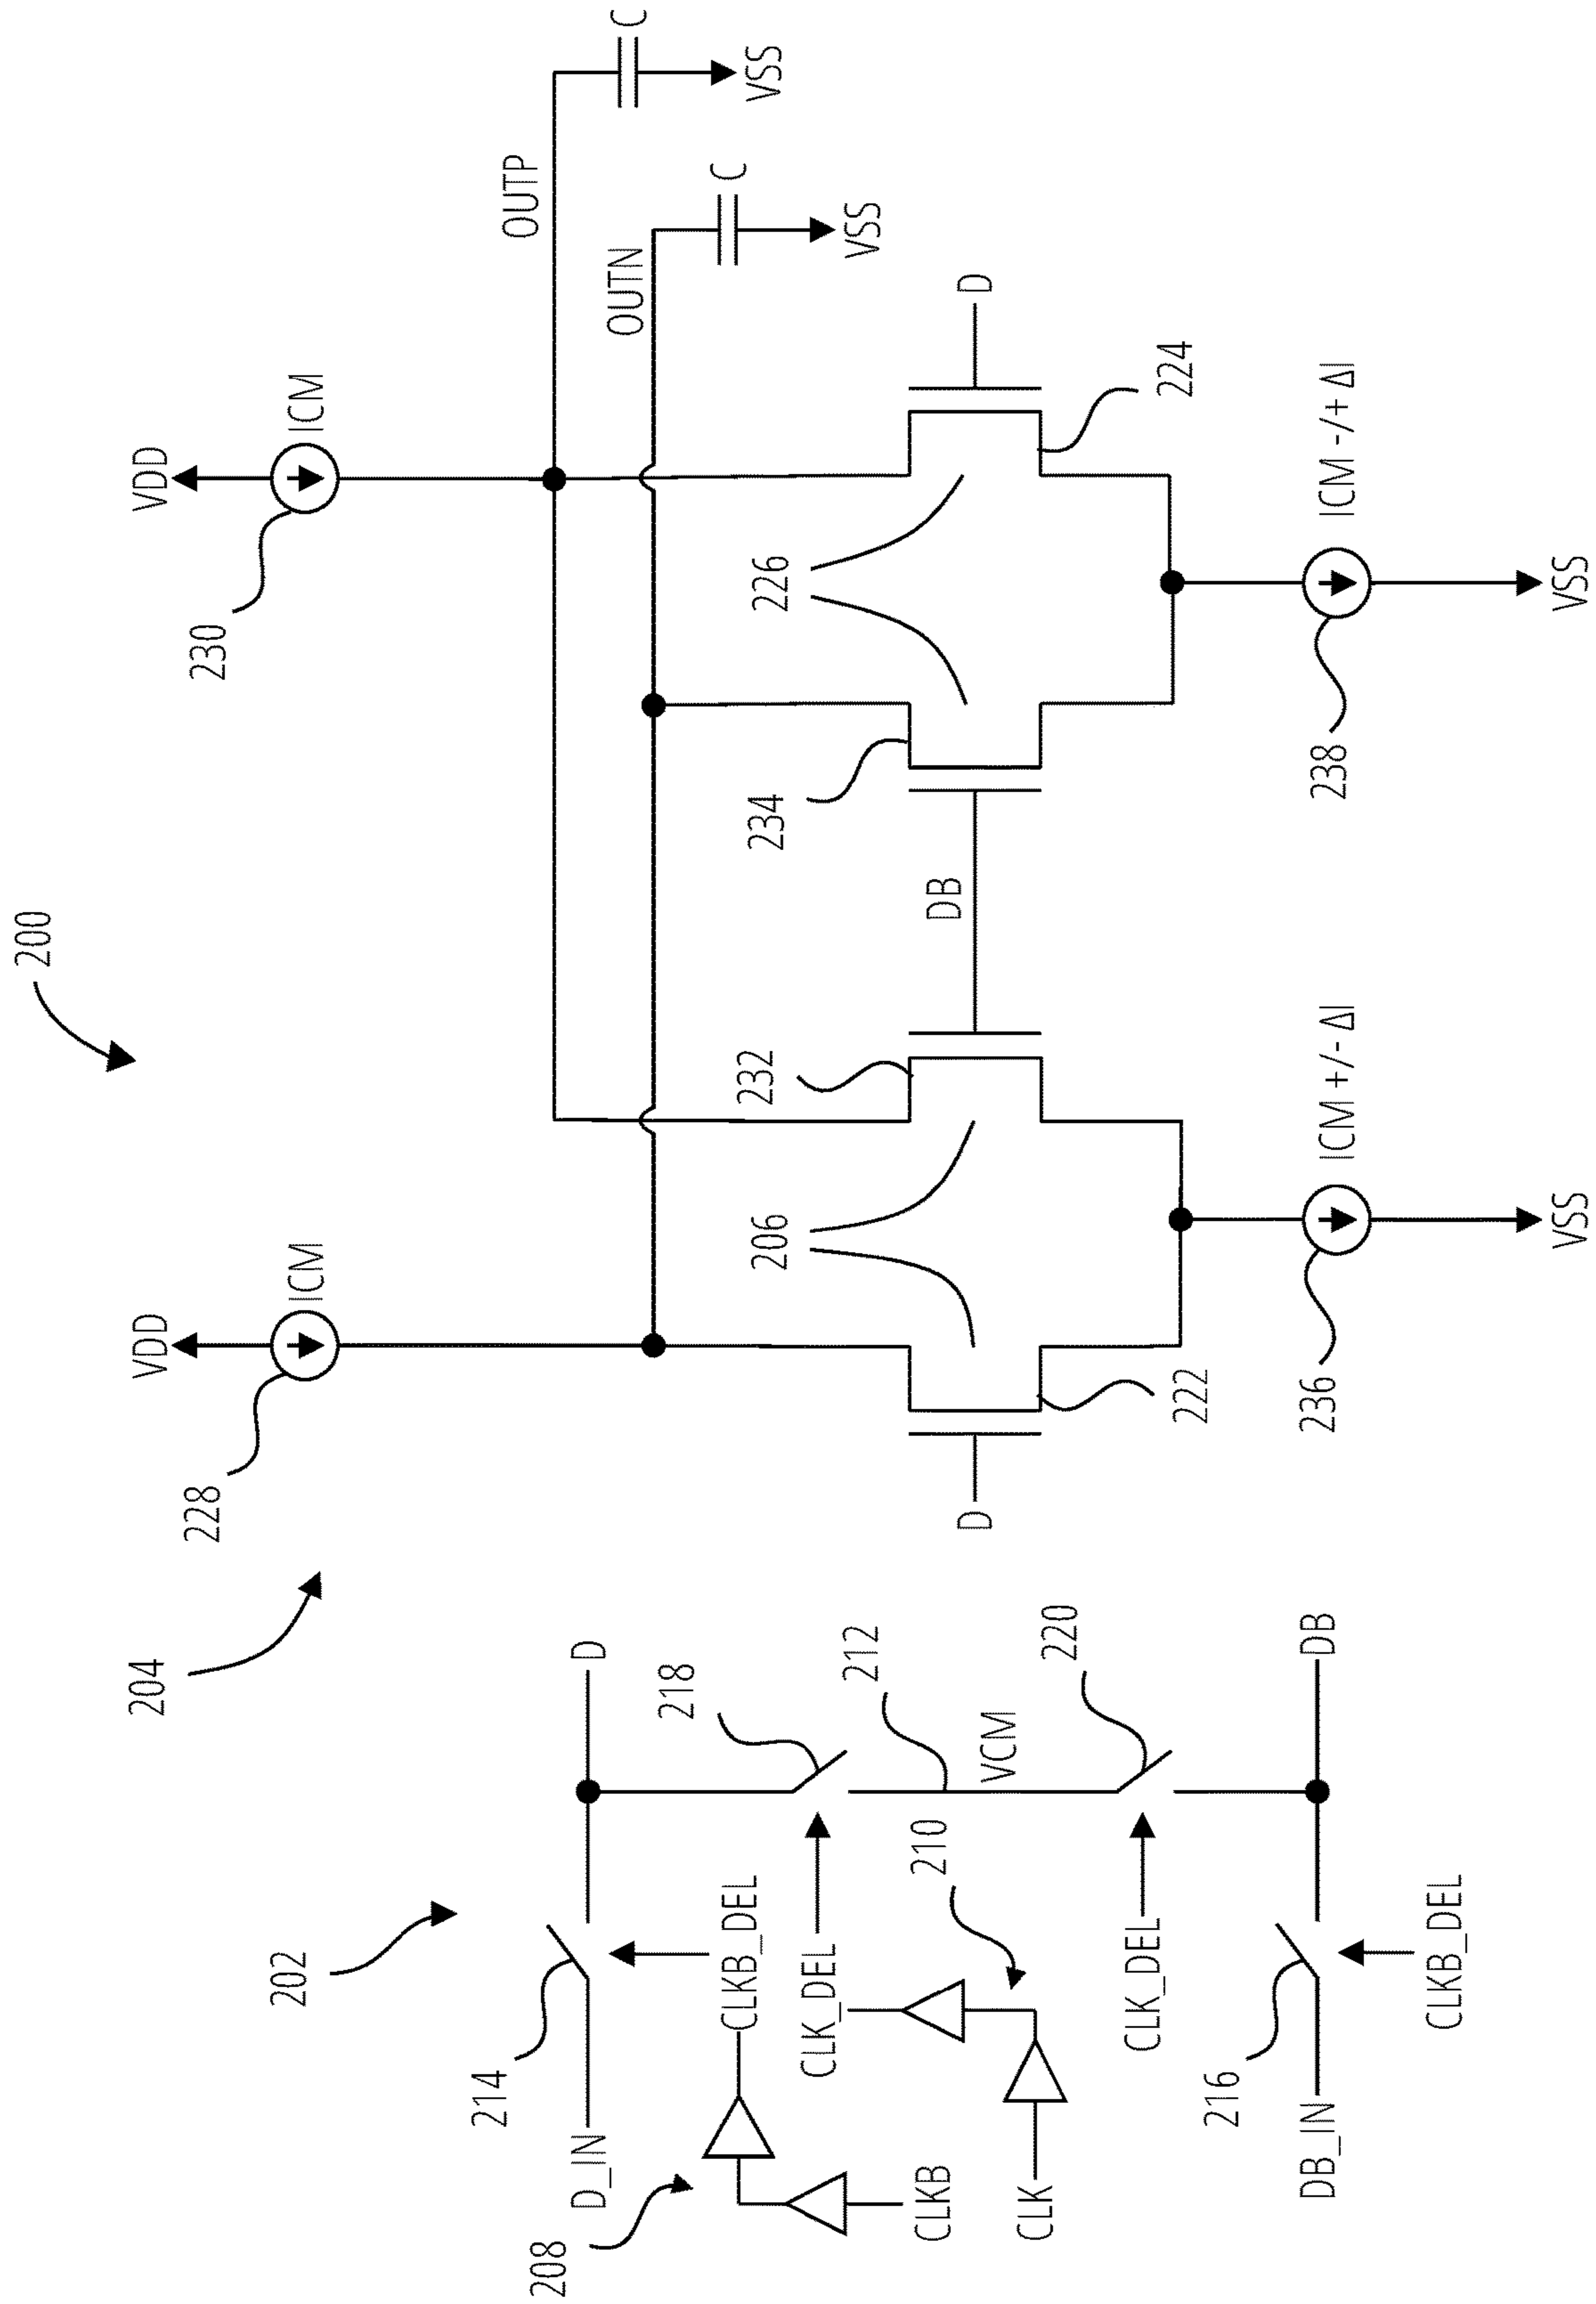 200
204
VDD
VDD
228
230
202
ICM
ICM
214
OUTP
C
208
D_IN
D
OUTN
218
C
CLKB_DEL
VSS
206
232
234
226
CLK_DEL
212
VSS
CLKB
210
DB
D
D
VCM
CLK
220
CLK_DEL
222
224
216
DB_IN
DB
236
ICM +/- ΔI
238
ICM -/+ ΔI
CLKB_DEL
VSS
VSS